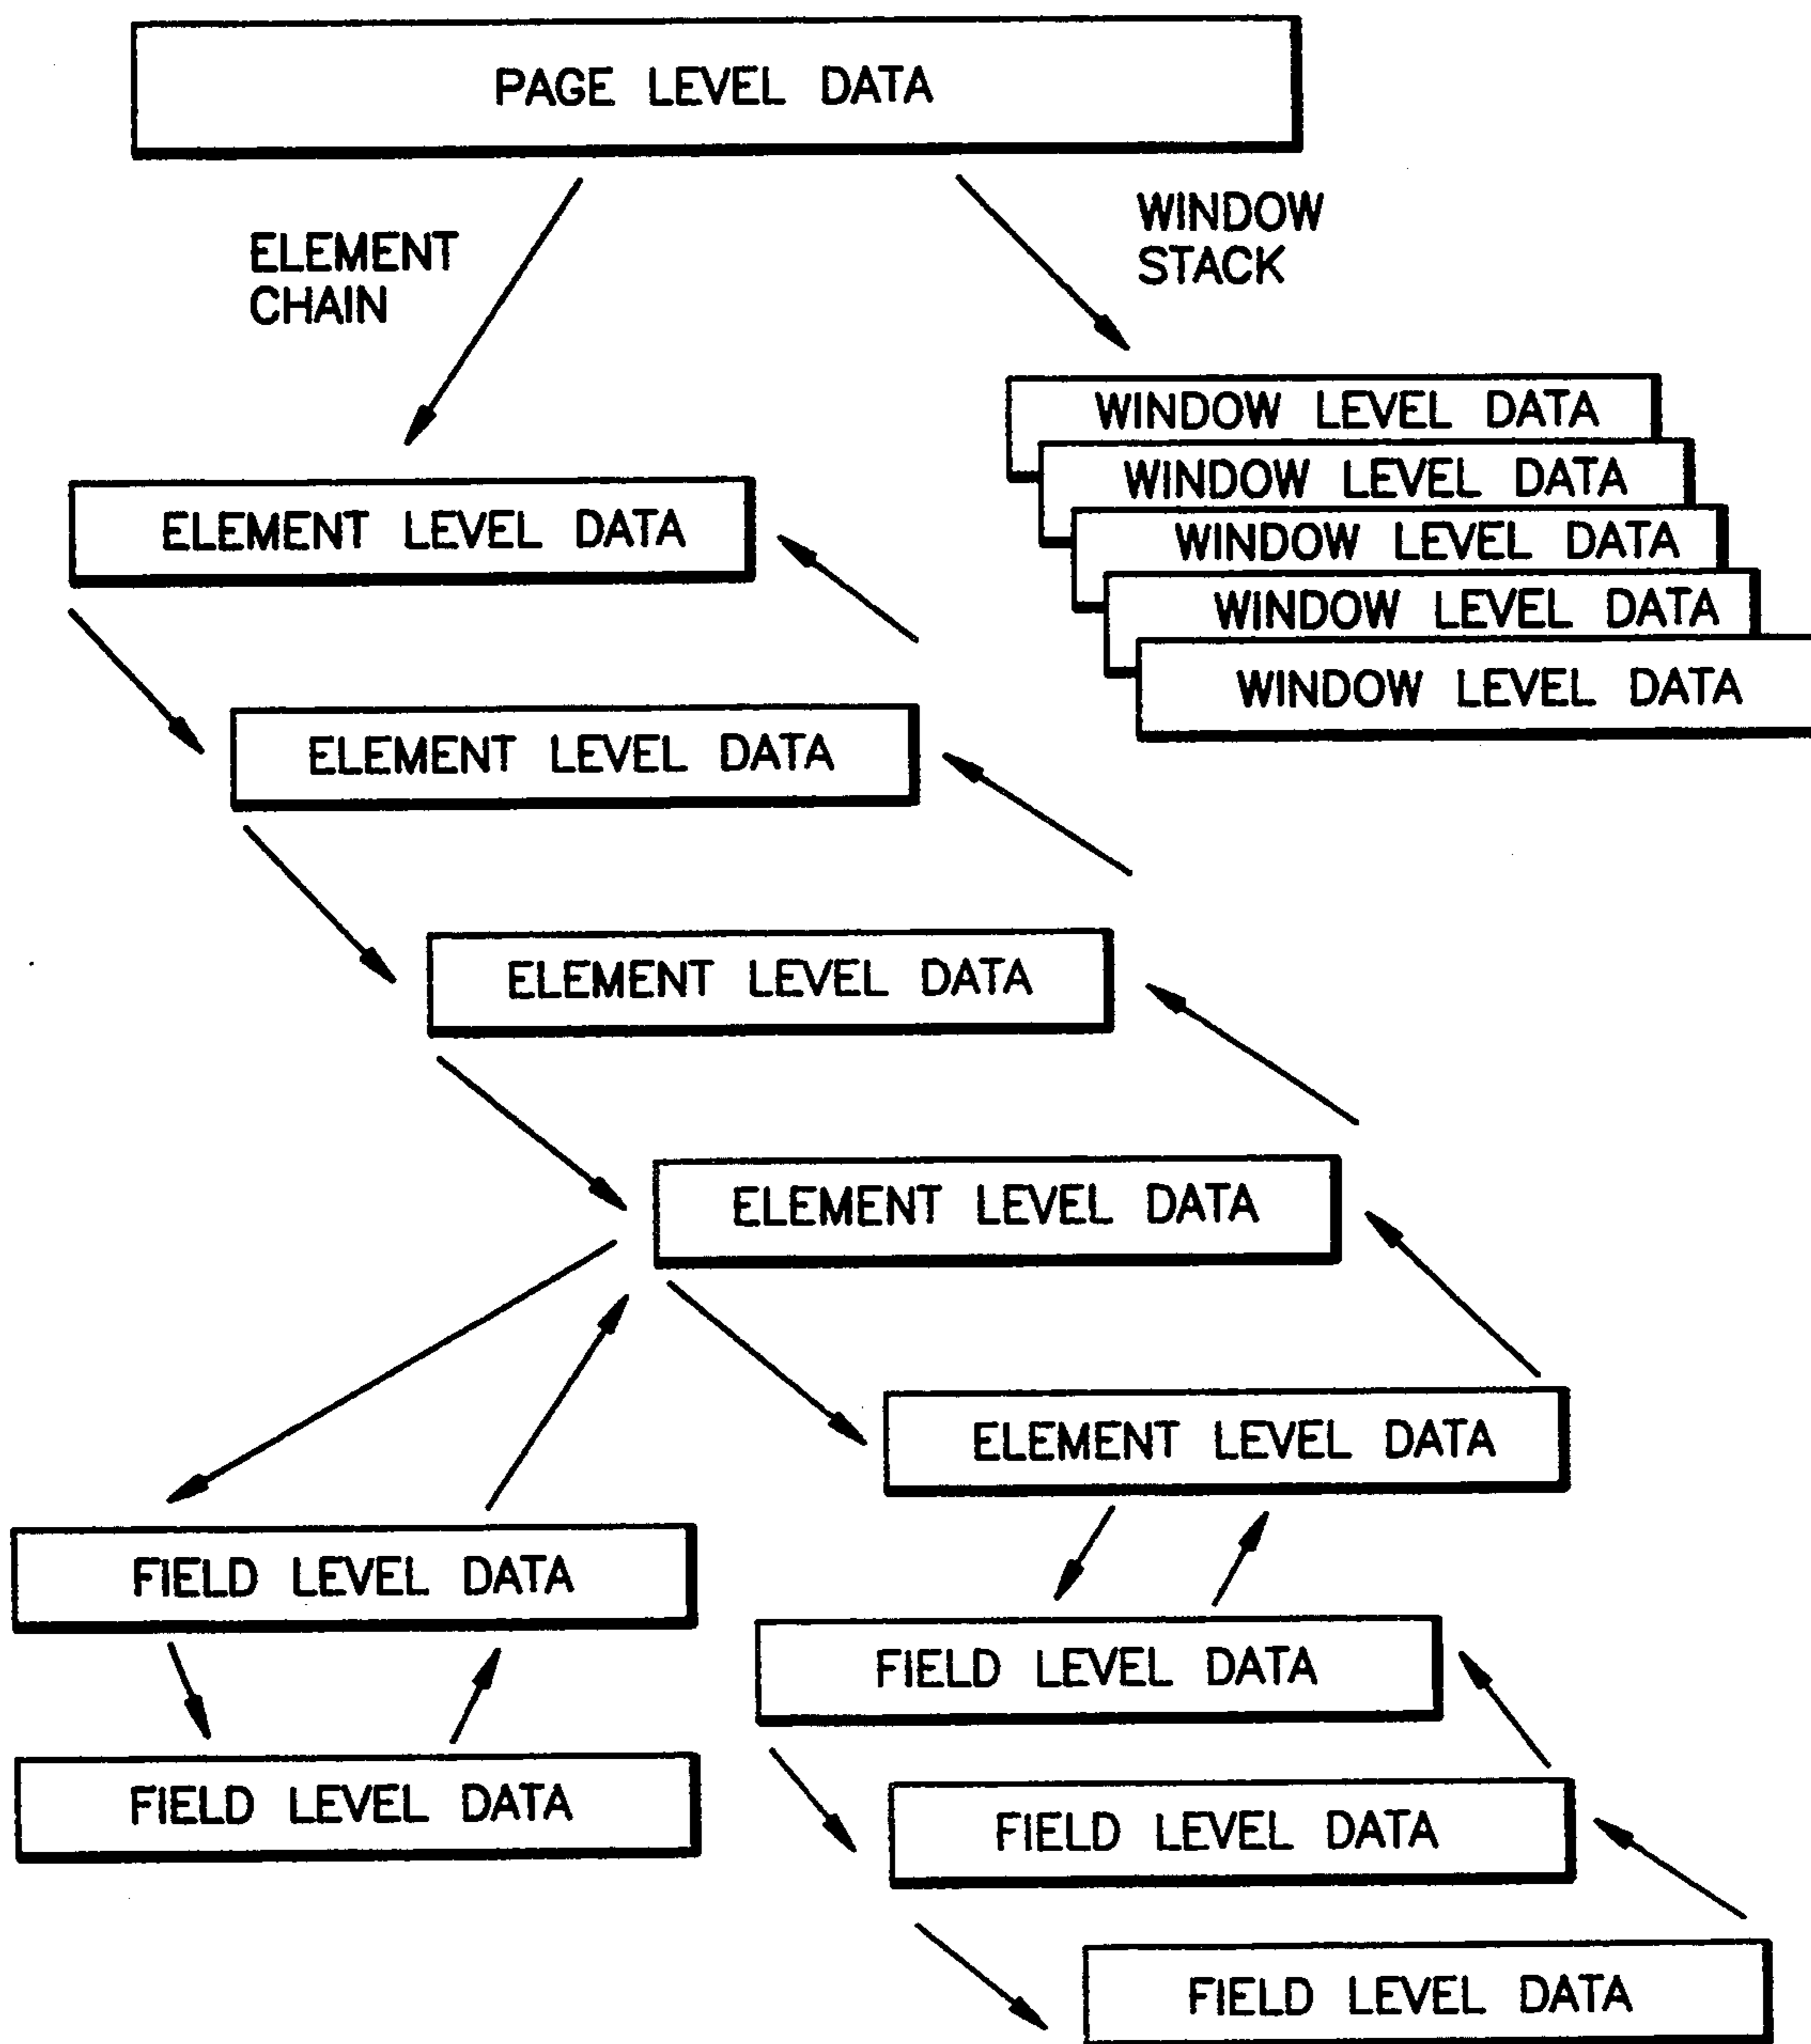 PAGE LEVEL DATA
ELEMENT
CHAIN
WINDOW
STACK
WINDOW LEVEL DATA
WINDOW LEVEL DATA
WINDOW LEVEL DATA
WINDOW LEVEL DATA
WINDOW LEVEL DATA
ELEMENT LEVEL DATA
ELEMENT LEVEL DATA
ELEMENT LEVEL DATA
ELEMENT LEVEL DATA
ELEMENT LEVEL DATA
FIELD LEVEL DATA
FIELD LEVEL DATA
FIELD LEVEL DATA
FIELD LEVEL DATA
FIELD LEVEL DATA